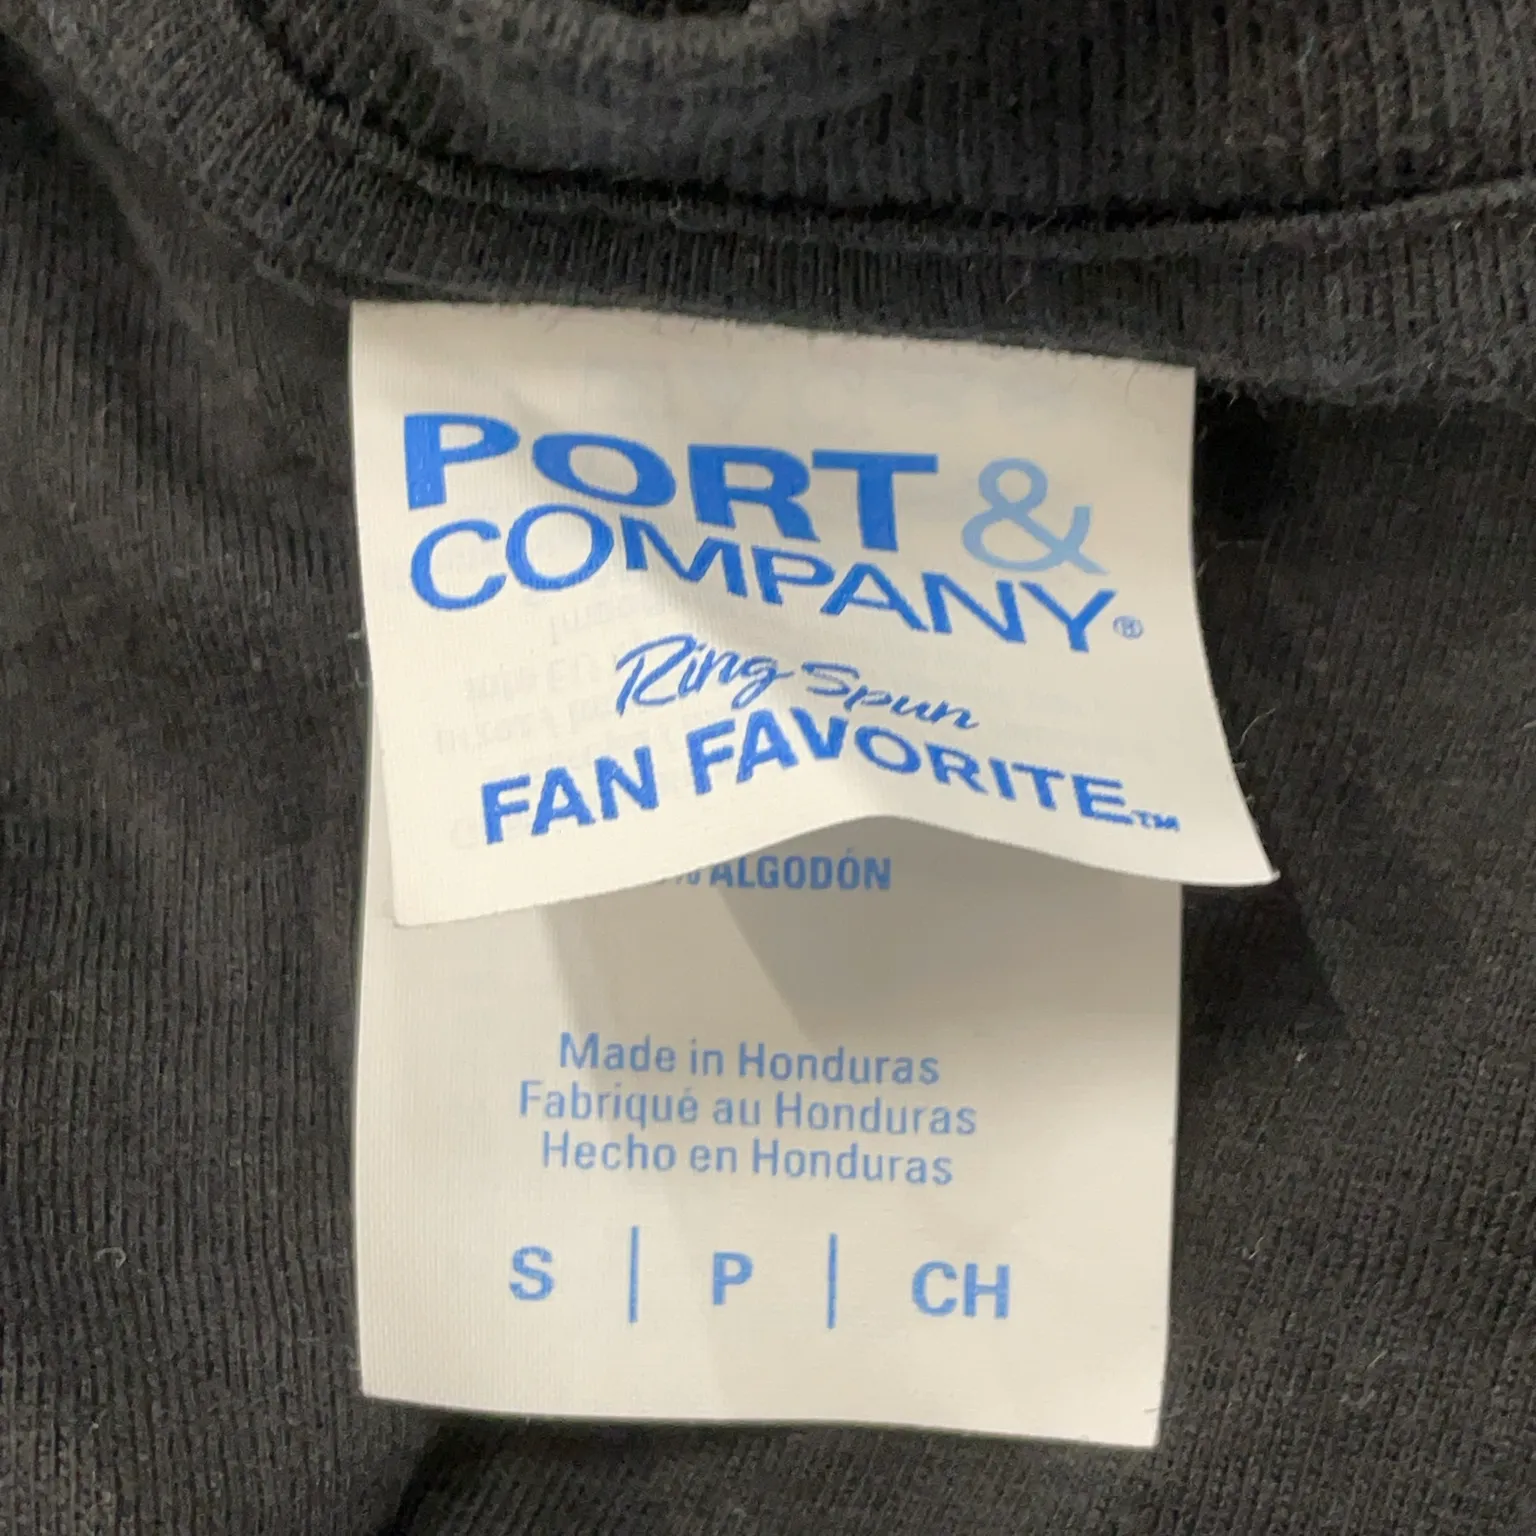 PORT &
COMPANY®
Ring Spun
FAN FAVORITE™
ALGODÓN
Made in Honduras
Fabriqué au Honduras
Hecho en Honduras
S | P | CH